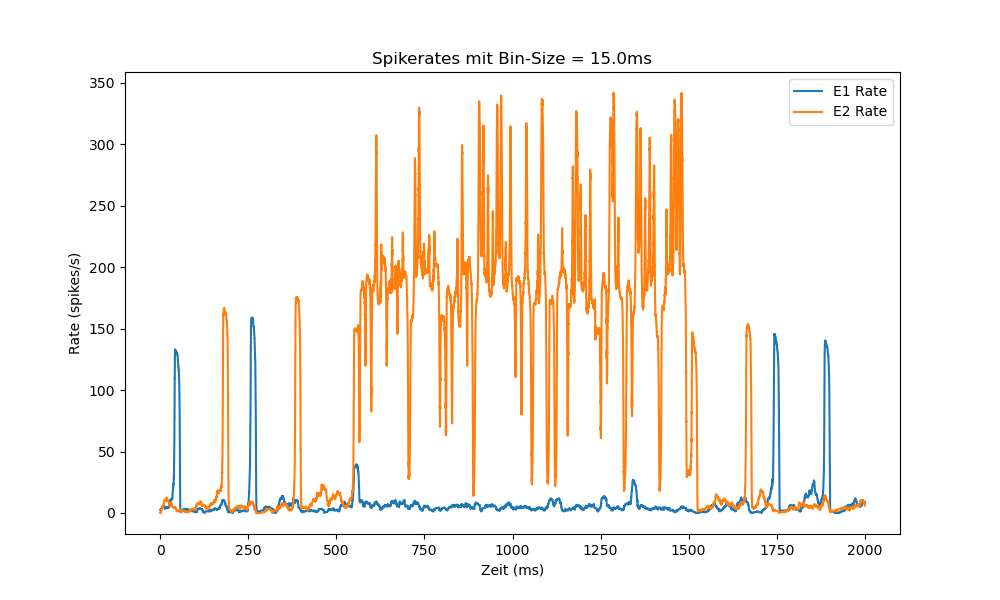 Spikerates mit Bin-Size = 15.0ms
E1 Rate
E2 Rate
Rate (spikes/s)
350
300
250
200
150
100
50
0
0 250 500 750 1000 1250 1500 1750 2000
Zeit (ms)